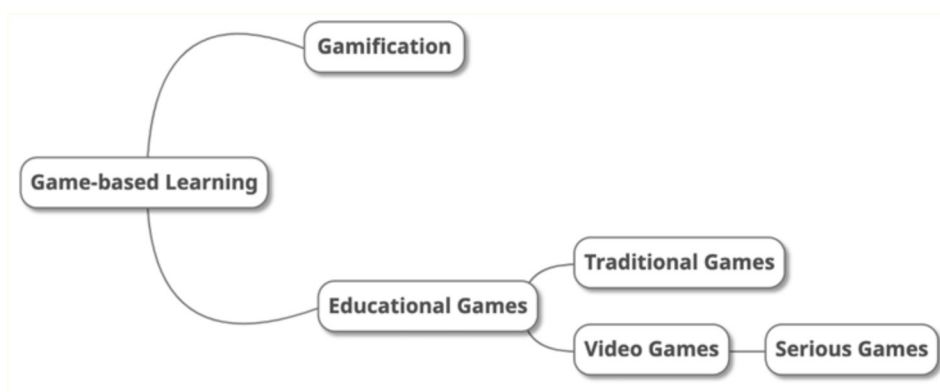 Gamification
Game-based Learning
Traditional Games
Educational Games
Video Games
Serious Games